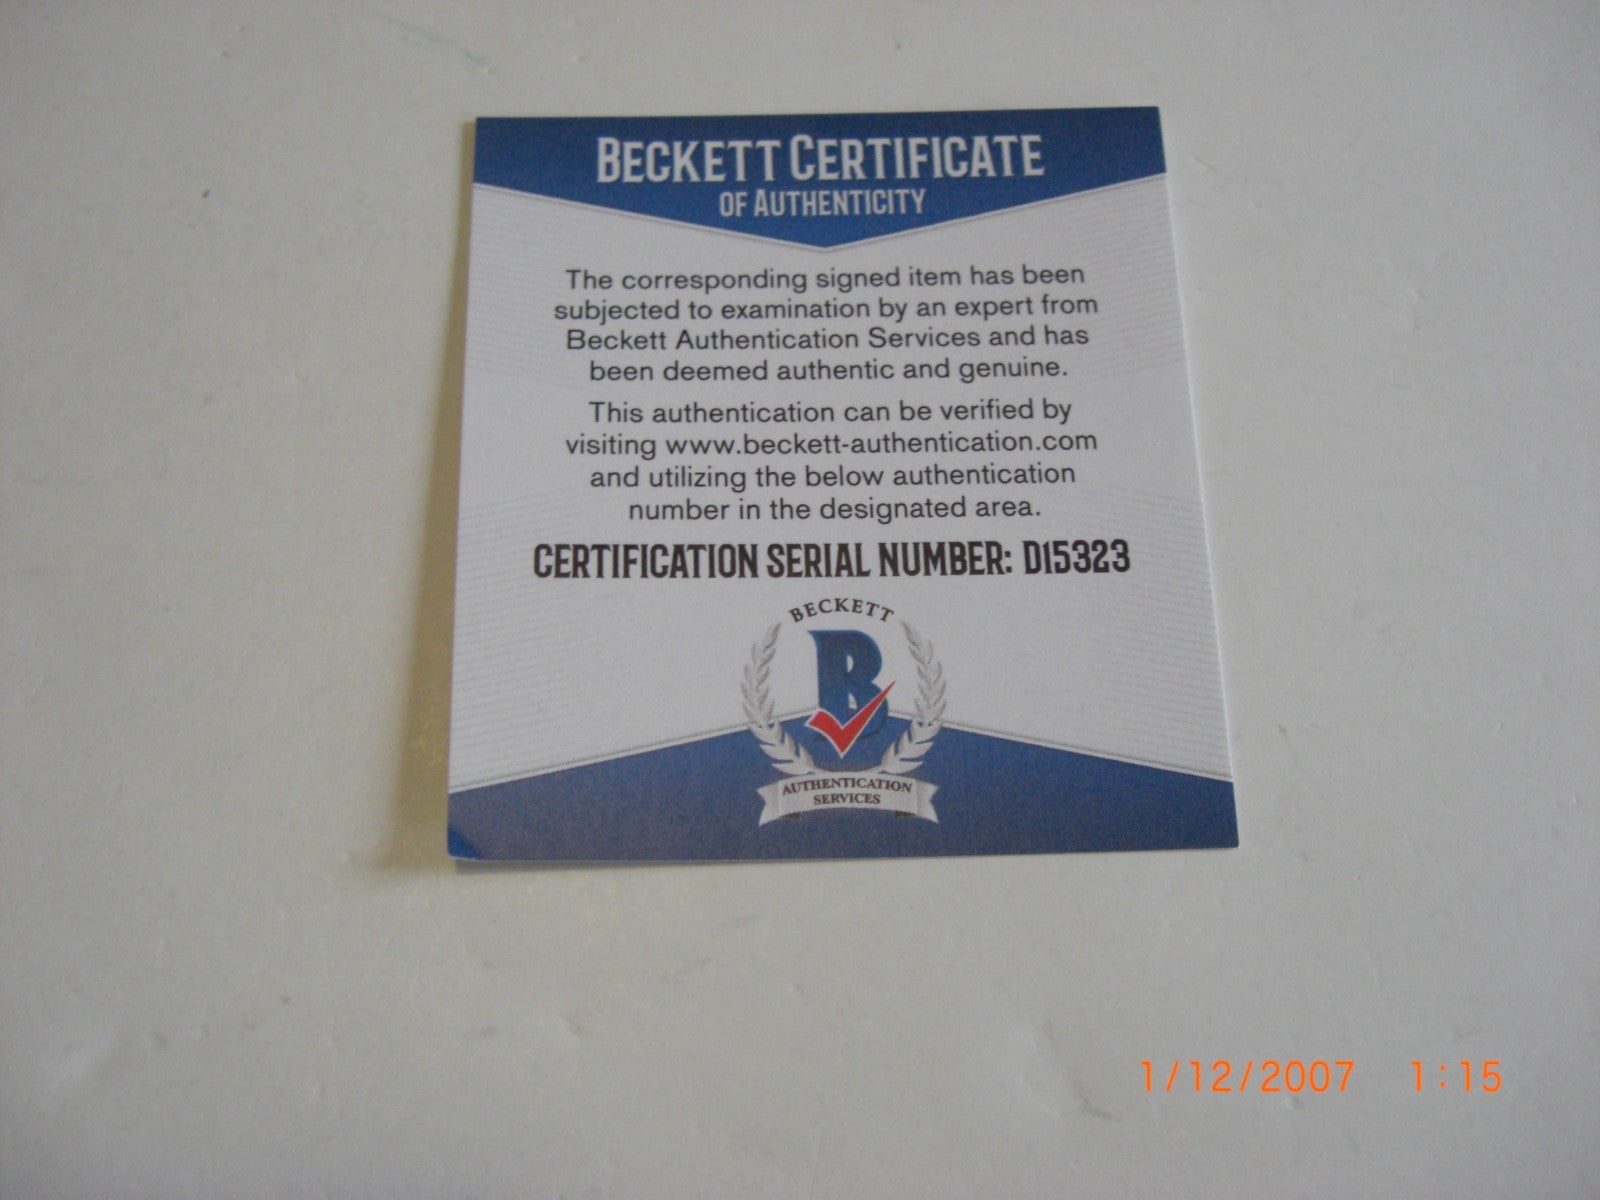 BECKETT CERTIFICATE
OF AUTHENTICITY
The corresponding signed item has been
subjected to examination by an expert from
Beckett Authentication Services and has
been deemed authentic and genuine.
This authentication can be verified by
visiting www.beckett-authentication.com
and utilizing the below authentication
number in the designated area.
CERTIFICATION SERIAL NUMBER: D15323
BECKETT
B
AUTHENTICATION
SERVICES
1/12/2007 1:15